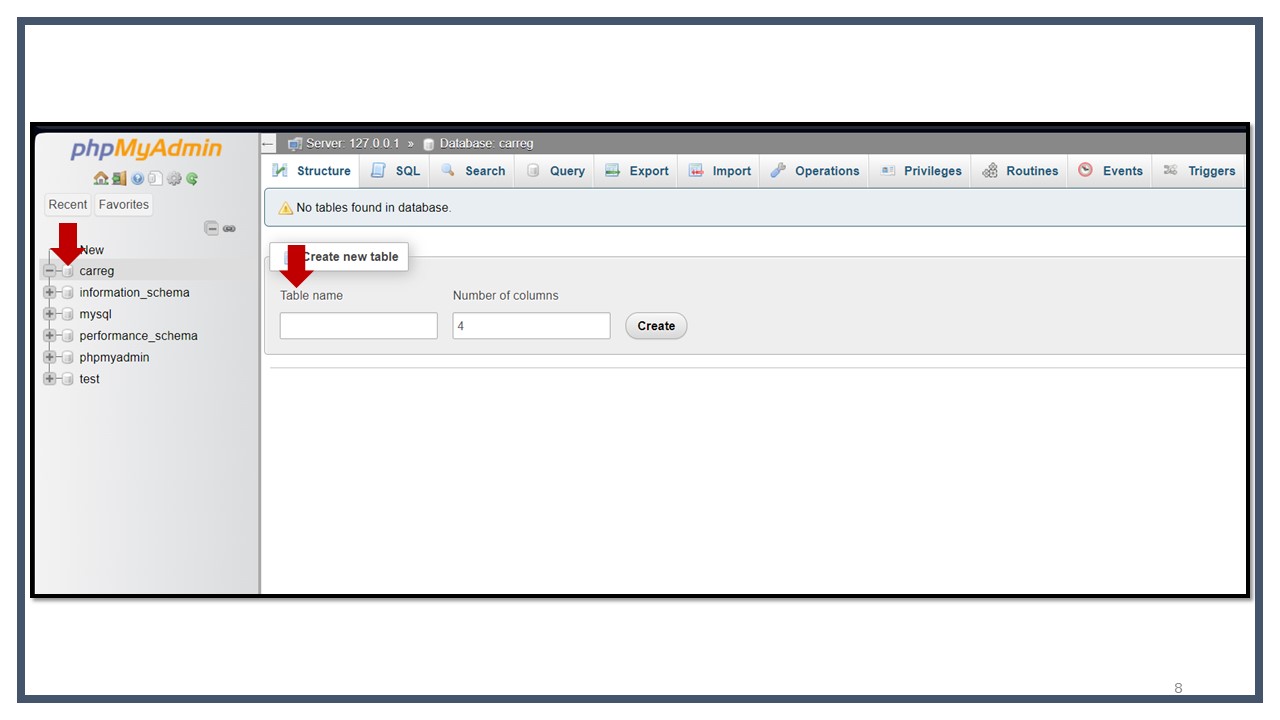 phpMyAdmin
Recent Favorites
New
carreg
information_schema
mysql
performance_schema
phpmyadmin
test
Server: 127.0.0.1 » Database: carreg
Structure SQL Search Query Export Import Operations Privileges Routines Events Triggers
No tables found in database.
Create new table
Table name Number of columns
4 Create
8